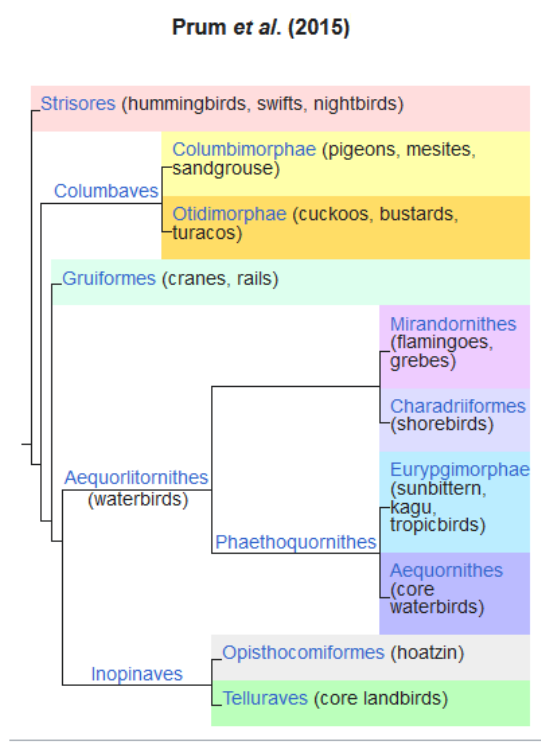 Prum et al. (2015)
Strisores (hummingbirds, swifts, nightbirds)
Columbaves
Columbimorphae (pigeons, mesites,
sandgrouse)
Otidimorphae (cuckoos, bustards,
turacos)
Gruiformes (cranes, rails)
Aequorlitornithes
(waterbirds)
Mirandornithes
(flamingoes,
grebes)
Charadriiformes
(shorebirds)
Phaethoquornithes
Eurypgimorphae
(sunbittern,
kagu,
tropicbirds)
Aequornithes
(core
waterbirds)
Inopinaves
Opisthocomiformes (hoatzin)
Telluraves (core landbirds)